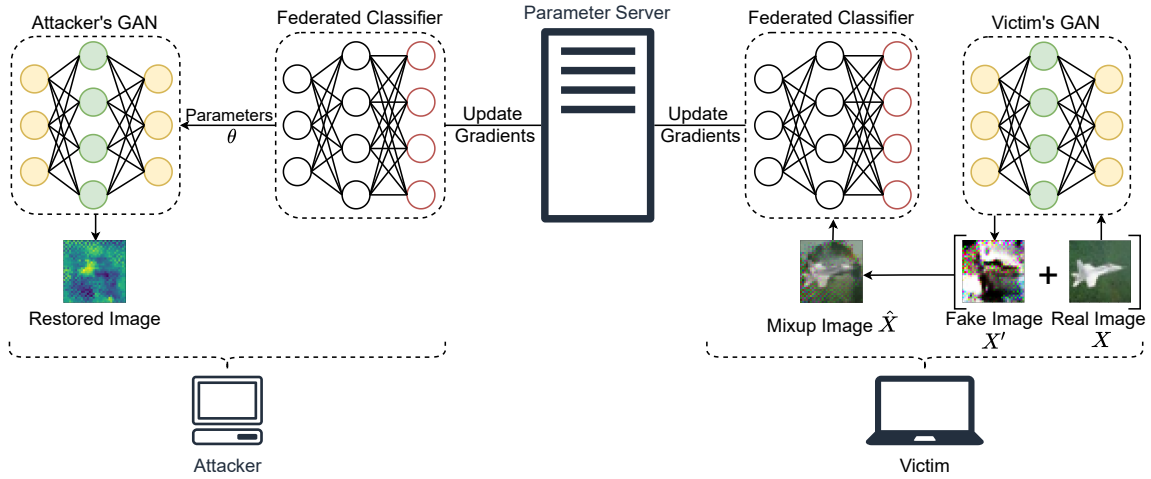 Attacker's GAN
Federated Classifier
Parameter Server
Federated Classifier
Victim's GAN
Parameters
θ
Update
Gradients
Update
Gradients
Restored Image
Mixup Image X̂
Fake Image
X′
+
Real Image
X
Attacker
Victim